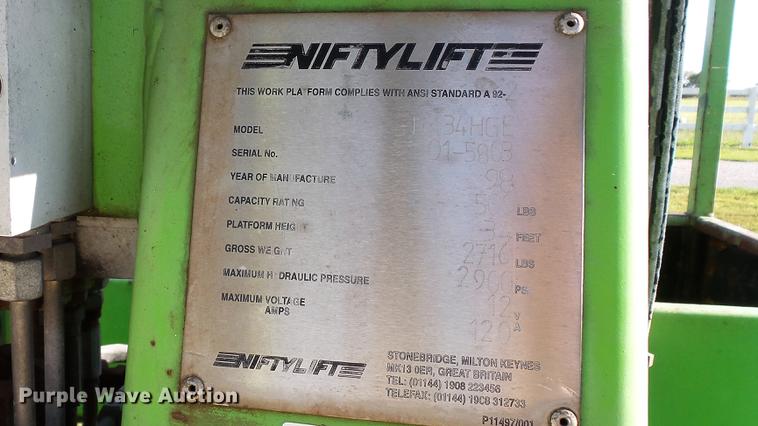 NIFTYLIFT
THIS WORK PLATFORM COMPLIES WITH ANSI STANDARD A 92-2
MODEL 34HGE
SERIAL No. 01-5803
YEAR OF MANUFACTURE 98
CAPACITY RATING LBS
PLATFORM HEIGHT FEET
GROSS WEIGHT 2716 LBS
MAXIMUM HYDRAULIC PRESSURE 2900 PSI
MAXIMUM VOLTAGE 12 V
AMPS 120 A
NIFTYLIFT
STONEBRIDGE, MILTON KEYNES
MK13 0ER, GREAT BRITAIN
TEL: (01144) 1908 223456
TELEFAX: (01144) 1908 312733
P11497/001
Purple Wave Auction